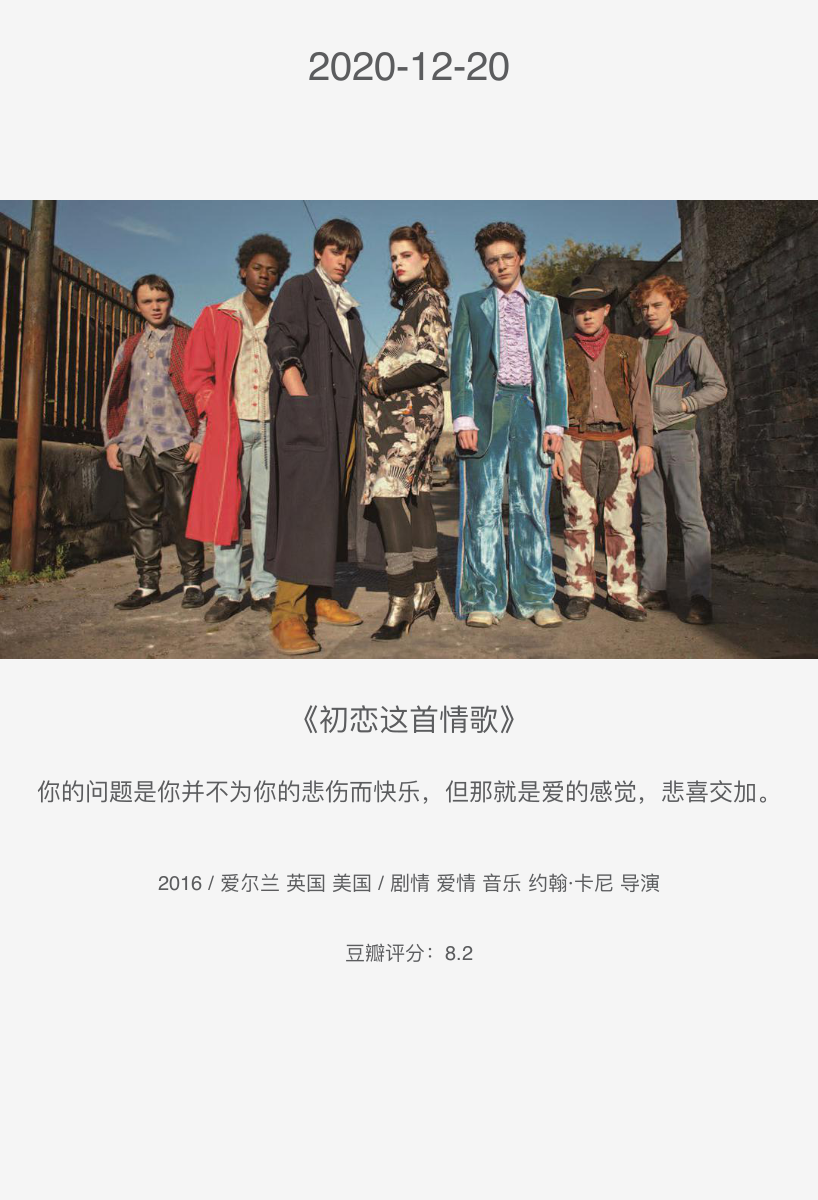 2020-12-20
《初恋这首情歌》
你的问题是你并不为你的悲伤而快乐，但那就是爱的感觉，悲喜交加。
2016 / 爱尔兰 英国 美国 / 剧情 爱情 音乐 约翰·卡尼 导演
豆瓣评分：8.2